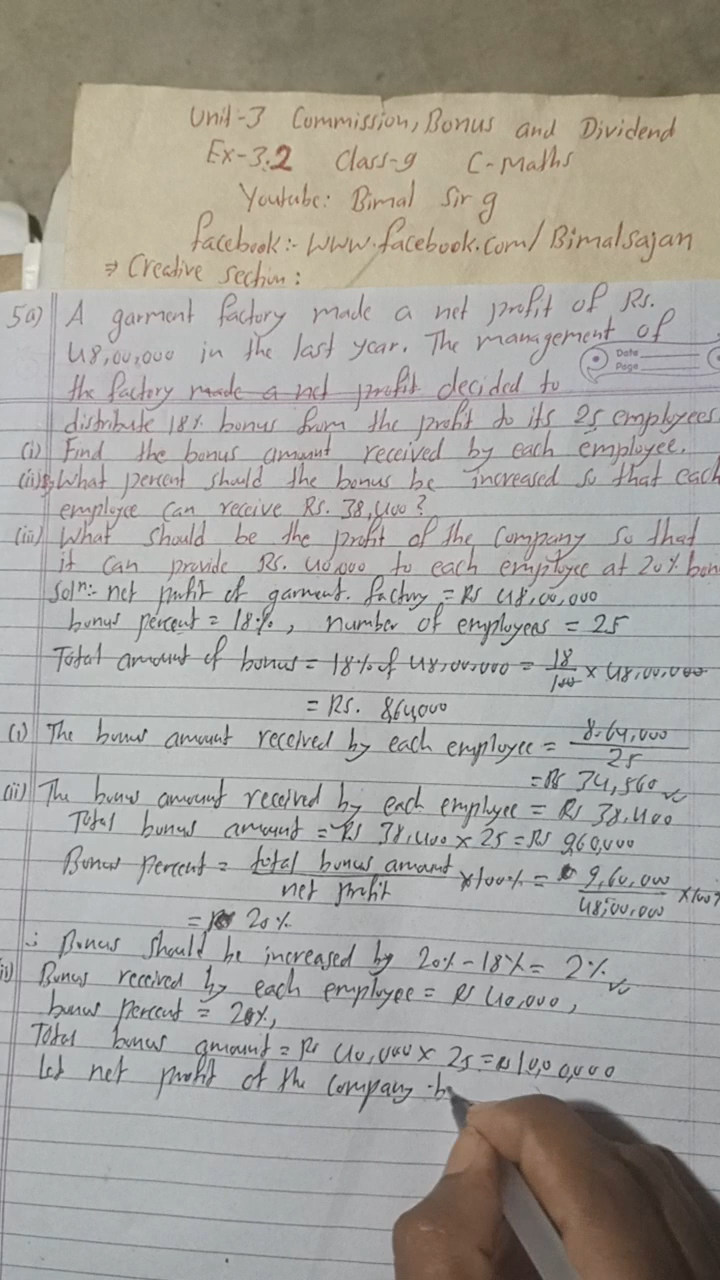 Unit-3 Commission, Bonus and Dividend
Ex-3.2 Class-9 C-Maths
Youtube: Bimal Sir g
facebook:- www.facebook.com/Bimalsajan
⇒ Creative section:
5a) A garment factory made a net profit of Rs.
48,00,000 in the last year. The management of
Date
Page
the factory made a net profit decided to
distribute 18% bonus from the profit to its 25 employees
(i) Find the bonus amount received by each employee.
(ii) What percent should the bonus be increased so that each
employee can receive Rs. 38,400?
(iii) What should be the profit of the company so that
it can provide Rs. 40,000 to each employee at 20% bon
Soln:- net profit of garment factory = Rs 48,00,000
bonus percent = 18%, number of employees = 25
Total amount of bonus = 18% of 48,00,000 = 18/100 × 48,00,000
= Rs. 864000
(i) The bonus amount received by each employee = 8,64,000/25
= Rs 34,560
(ii) The bonus amount received by each employee = Rs 38,400
Total bonus amount = Rs 38,400 × 25 = Rs 960,000
Bonus Percent = total bonus amount/net profit × 100% = 9,60,000/48,00,000 × 100%
= 20%
∴ Bonus should be increased by 20% - 18% = 2%
Bonus received by each employee = Rs 40,000,
bonus percent = 20%,
Total bonus amount = Rs 40,000 × 25 = Rs 10,00,000
Let net profit of the company b